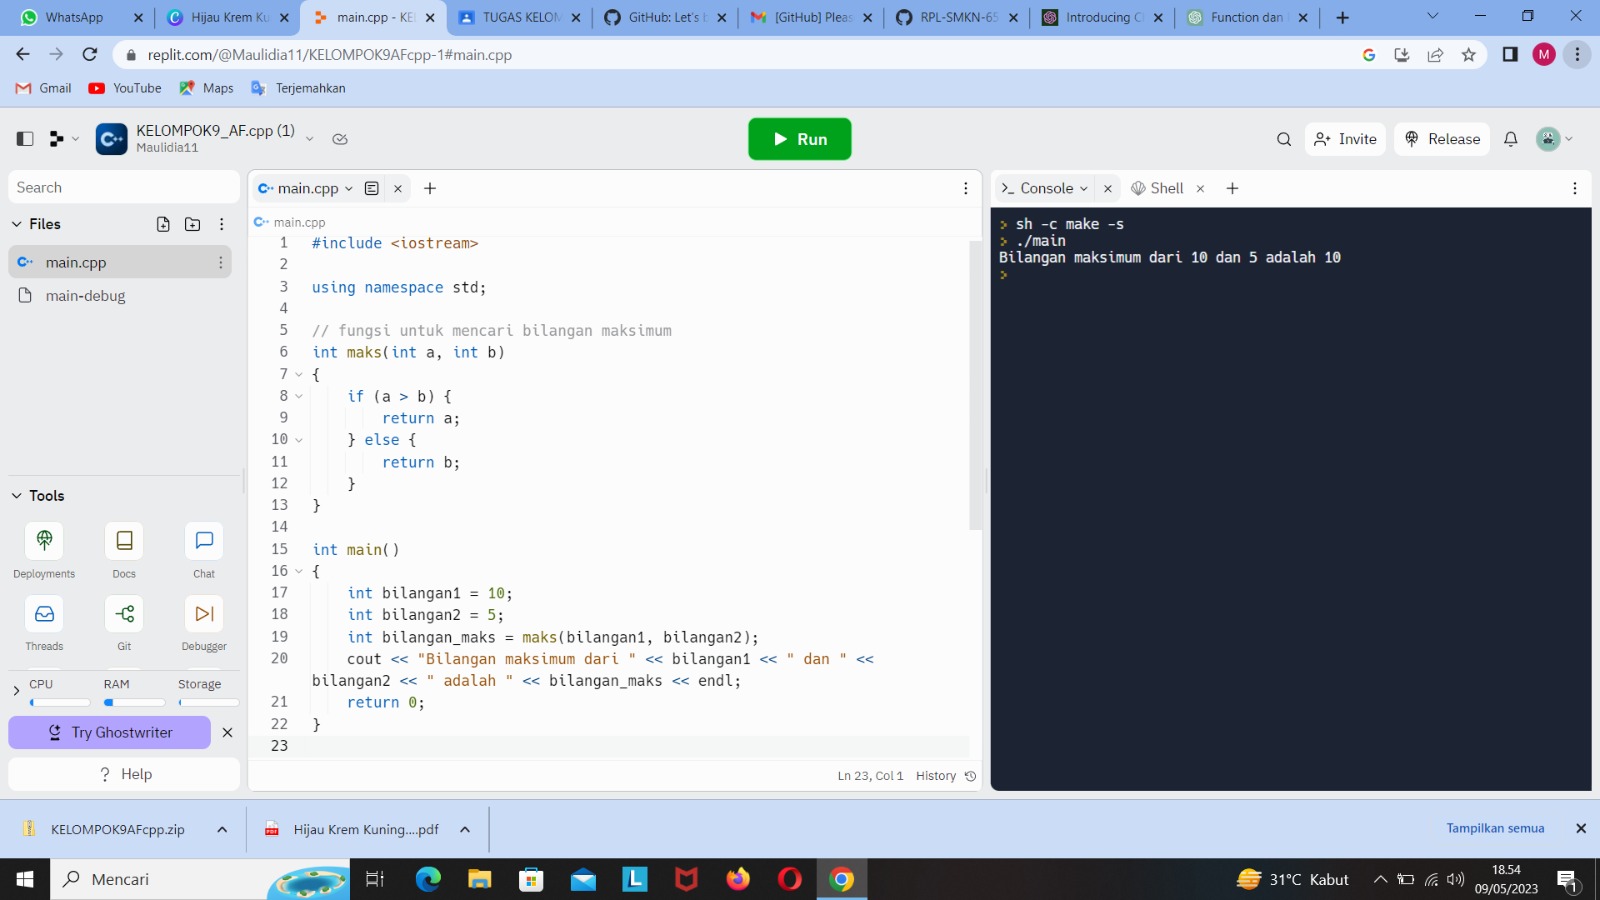 WhatsApp
Hijau Krem Ku
main.cpp - KE
TUGAS KELOM
GitHub: Let's b
[GitHub] Pleas
RPL-SMKN-65
Introducing C
Function dan
replit.com/@Maulidia11/KELOMPOK9AFcpp-1#main.cpp
M
Gmail
YouTube
Maps
Terjemahkan
KELOMPOK9_AF.cpp (1)
Maulidia11
Run
Invite
Release
Search
Files
main.cpp
main-debug
Tools
Deployments
Docs
Chat
Threads
Git
Debugger
CPU
RAM
Storage
Try Ghostwriter
? Help
main.cpp
main.cpp
1 #include <iostream>
2
3 using namespace std;
4
5 // fungsi untuk mencari bilangan maksimum
6 int maks(int a, int b)
7 {
8 if (a > b) {
9 return a;
10 } else {
11 return b;
12 }
13 }
14
15 int main()
16 {
17 int bilangan1 = 10;
18 int bilangan2 = 5;
19 int bilangan_maks = maks(bilangan1, bilangan2);
20 cout << "Bilangan maksimum dari " << bilangan1 << " dan " <<
bilangan2 << " adalah " << bilangan_maks << endl;
21 return 0;
22 }
23
Ln 23, Col 1 History
>_ Console
Shell
> sh -c make -s
> ./main
Bilangan maksimum dari 10 dan 5 adalah 10
>
KELOMPOK9AFcpp.zip
Hijau Krem Kuning....pdf
Tampilkan semua
Mencari
31°C Kabut
18.54
09/05/2023
1